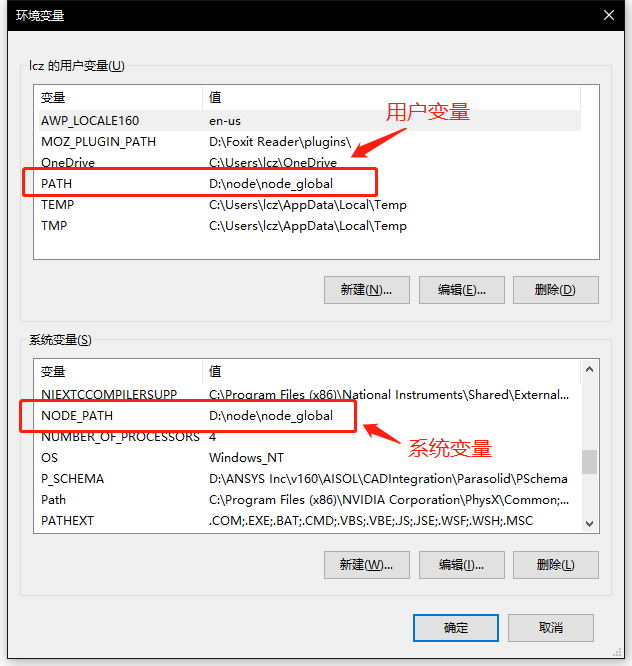 环境变量
lcz 的用户变量(U)
变量 值
AWP_LOCALE160 en-us
用户变量
MOZ_PLUGIN_PATH D:\Foxit Reader\plugins\
OneDrive C:\Users\lcz\OneDrive
PATH D:\node\node_global
TEMP C:\Users\lcz\AppData\Local\Temp
TMP C:\Users\lcz\AppData\Local\Temp
新建(N)... 编辑(E)... 删除(D)
系统变量(S)
变量 值
NIEXTCCOMPILERSUPP C:\Program Files (x86)\National Instruments\Shared\External...
NODE_PATH D:\node\node_global
NUMBER_OF_PROCESSORS 4
系统变量
OS Windows_NT
P_SCHEMA D:\ANSYS Inc\v160\AISOL\CADIntegration\Parasolid\PSchema
Path C:\Program Files (x86)\NVIDIA Corporation\PhysX\Common;...
PATHEXT .COM;.EXE;.BAT;.CMD;.VBS;.VBE;.JS;.JSE;.WSF;.WSH;.MSC
新建(W)... 编辑(I)... 删除(L)
确定 取消